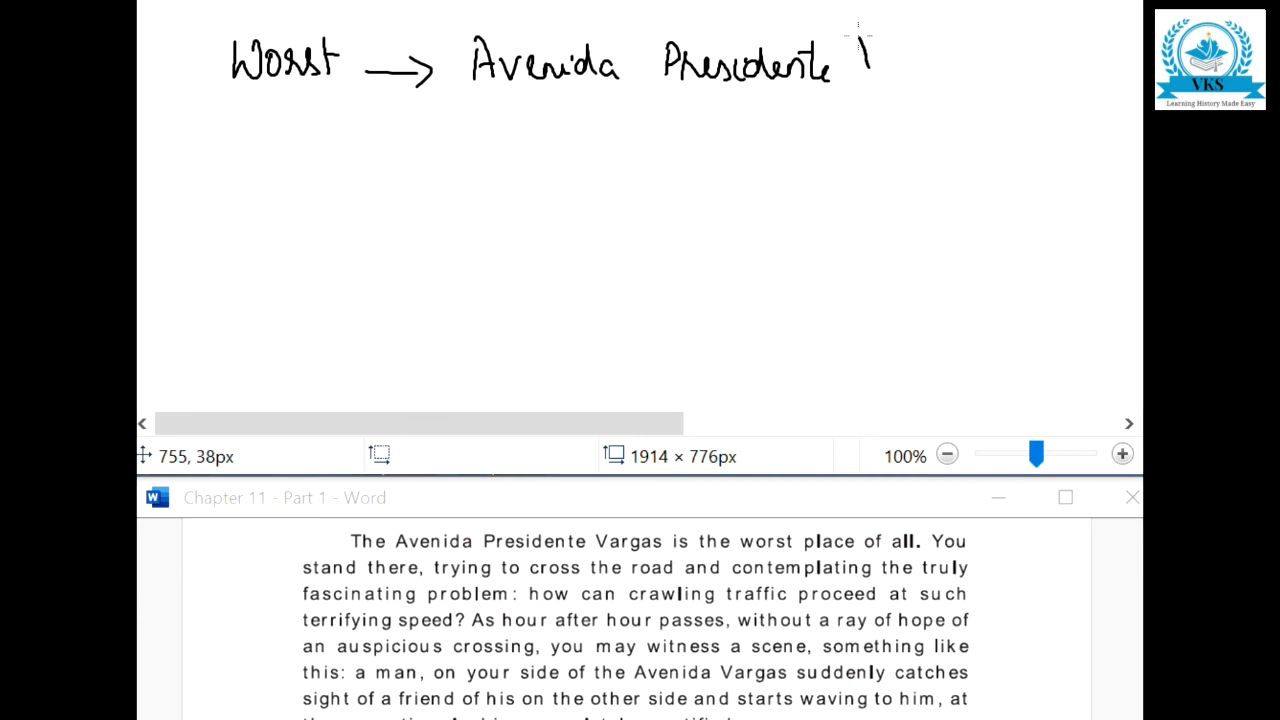 Worst → Avenida Presidente V
VKS
Learning History Made Easy
755, 38px
1914 × 776px
100%
Chapter 11 - Part 1 - Word
The Avenida Presidente Vargas is the worst place of all. You
stand there, trying to cross the road and contemplating the truly
fascinating problem: how can crawling traffic proceed at such
terrifying speed? As hour after hour passes, without a ray of hope of
an auspicious crossing, you may witness a scene, something like
this: a man, on your side of the Avenida Vargas suddenly catches
sight of a friend of his on the other side and starts waving to him, at